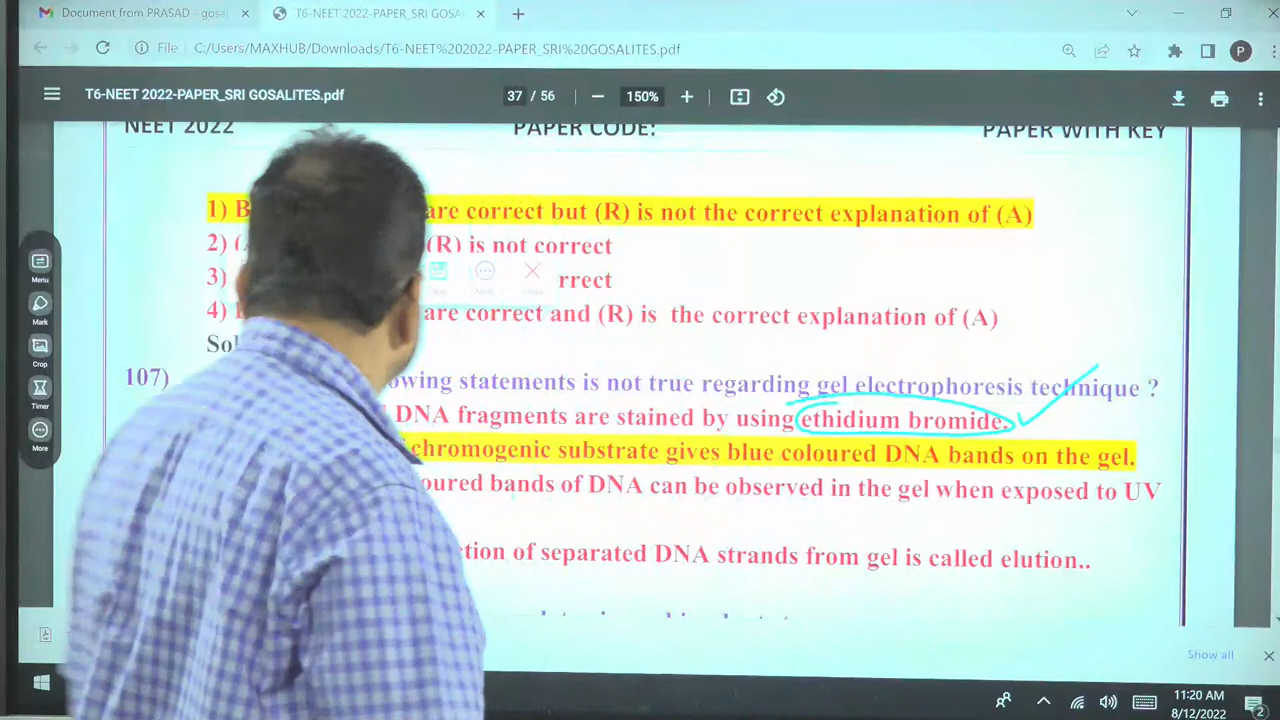 Document from PRASAD - gosa
T6-NEET 2022-PAPER_SRI GOSA
File C:/Users/MAXHUB/Downloads/T6-NEET%202022-PAPER_SRI%20GOSALITES.pdf
P
T6-NEET 2022-PAPER_SRI GOSALITES.pdf
37 / 56
150%
NEET 2022 PAPER CODE: PAPER WITH KEY
1) B are correct but (R) is not the correct explanation of (A)
2) (R) is not correct
3) rrect
4) are correct and (R) is the correct explanation of (A)
Sol
107) owing statements is not true regarding gel electrophoresis technique ?
DNA fragments are stained by using ethidium bromide.
chromogenic substrate gives blue coloured DNA bands on the gel.
oured bands of DNA can be observed in the gel when exposed to UV
ction of separated DNA strands from gel is called elution..
Menu
Mark
Crop
Timer
More
Show all
11:20 AM
8/12/2022
2